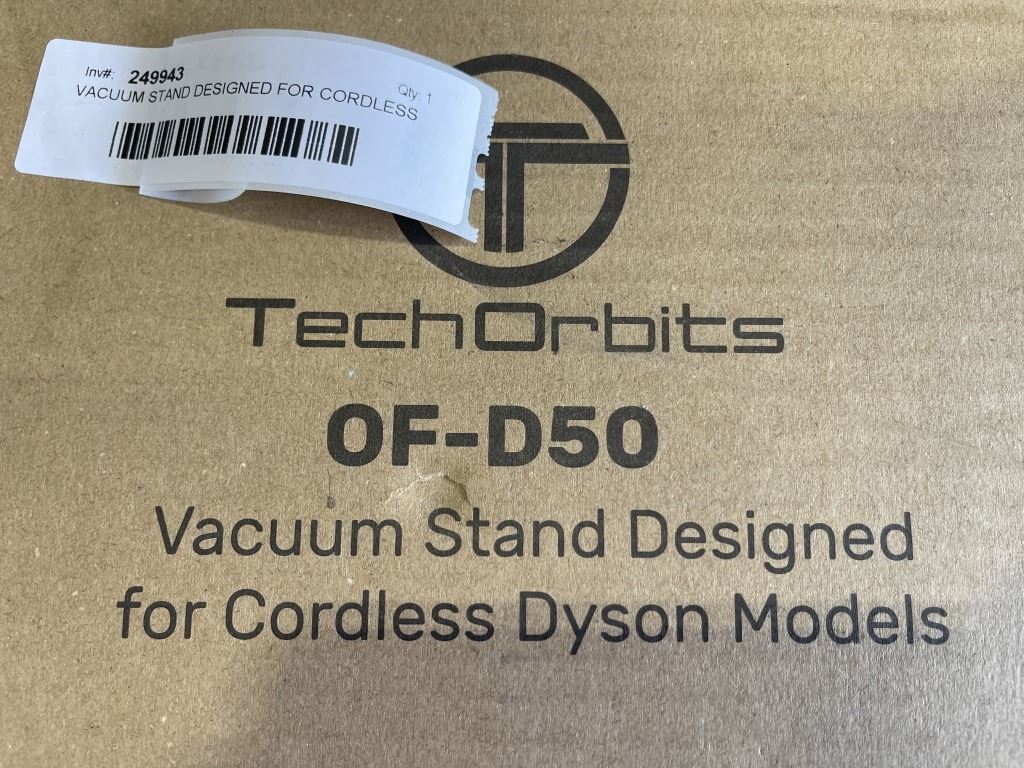 Inv#: 249943 Qty: 1
VACUUM STAND DESIGNED FOR CORDLESS
TechOrbits
OF-D50
Vacuum Stand Designed
for Cordless Dyson Models